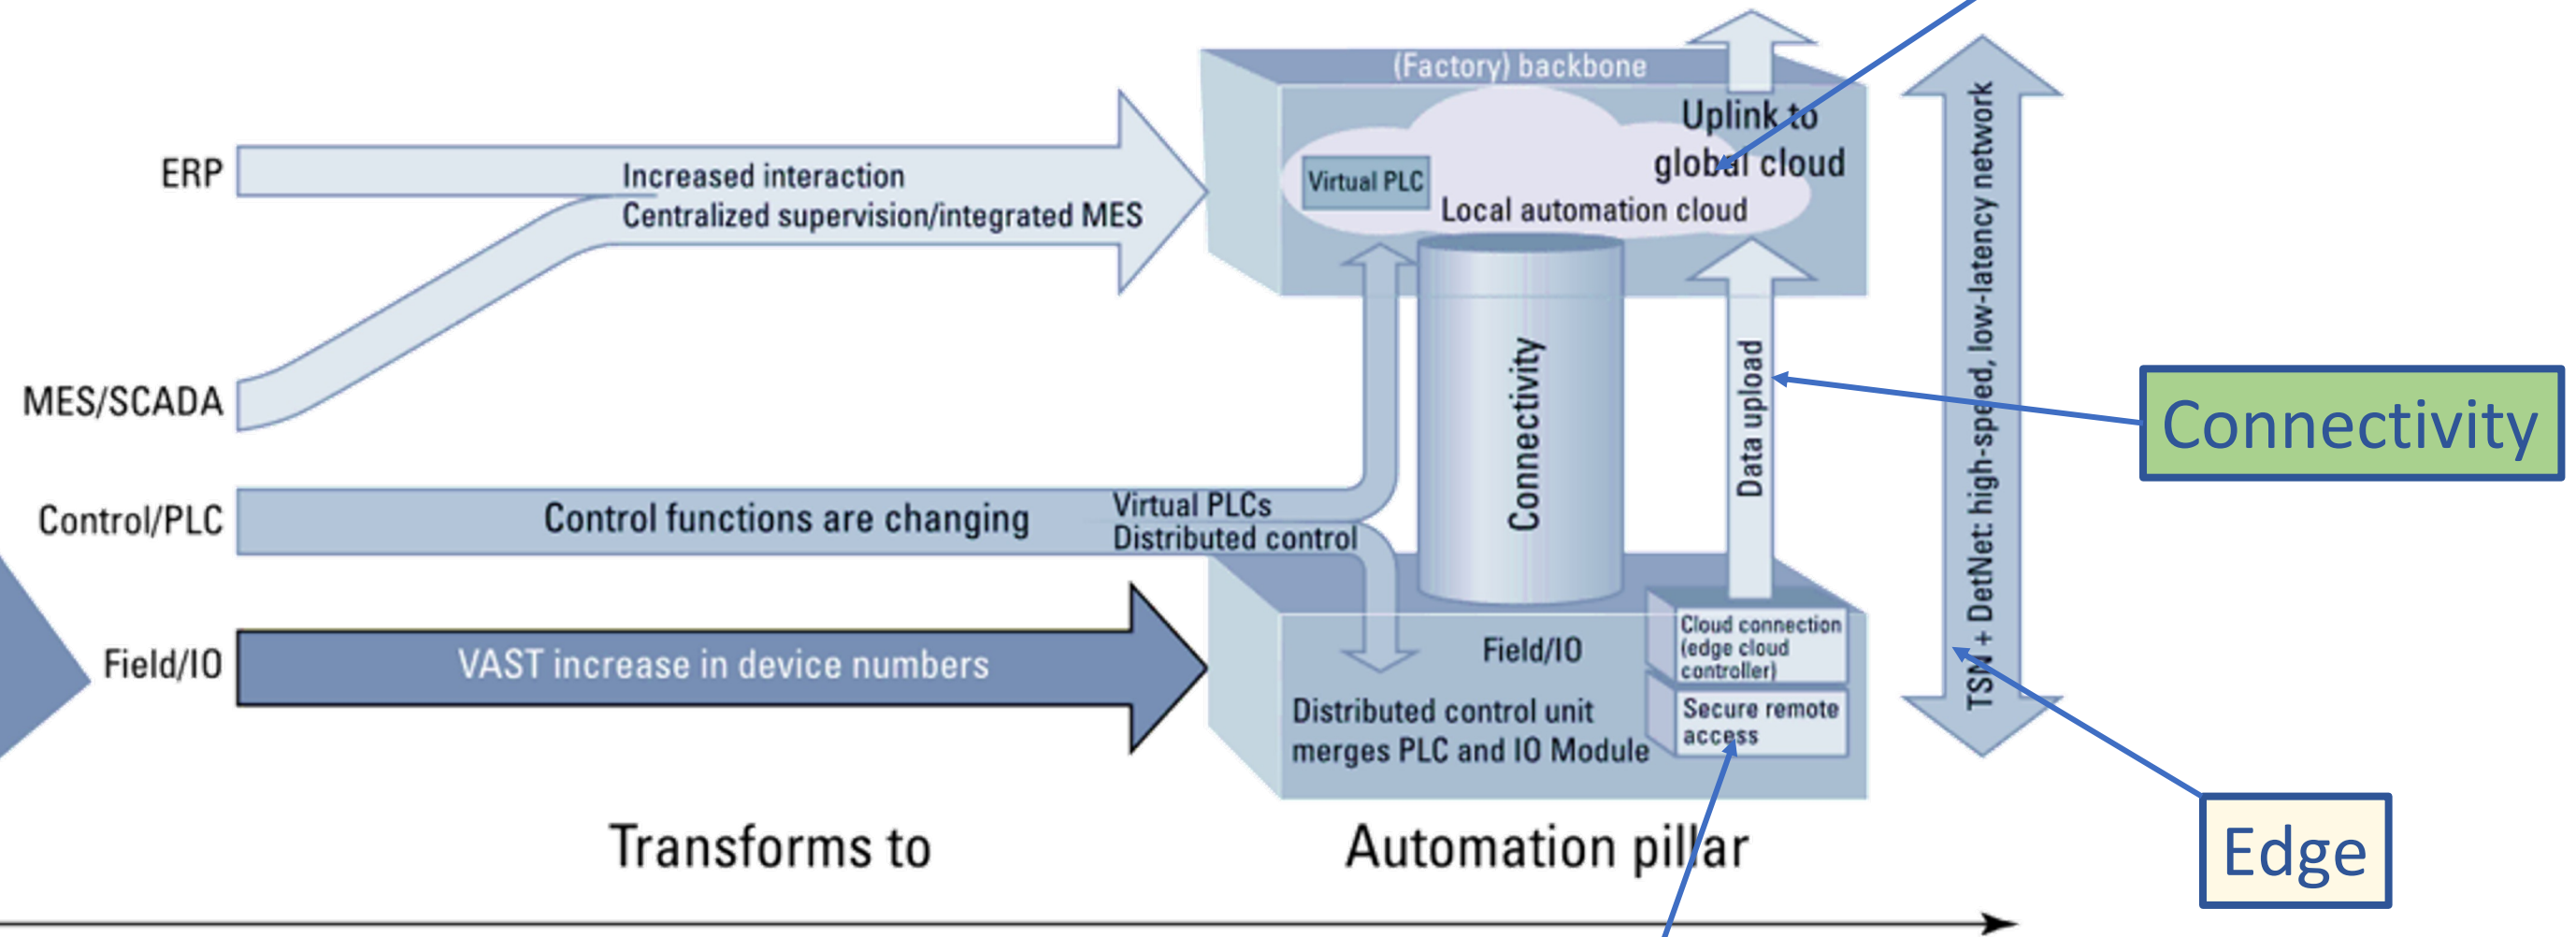 (Factory) backbone
Uplink to
global cloud
Virtual PLC
Local automation cloud
ERP
Increased interaction
Centralized supervision/integrated MES
MES/SCADA
Connectivity
Data upload
TSN + DetNet: high-speed, low-latency network
Connectivity
Control/PLC
Control functions are changing
Virtual PLCs
Distributed control
Field/IO
VAST increase in device numbers
Field/IO
Cloud connection
(edge cloud
controller)
Distributed control unit
merges PLC and IO Module
Secure remote
access
Edge
Transforms to
Automation pillar